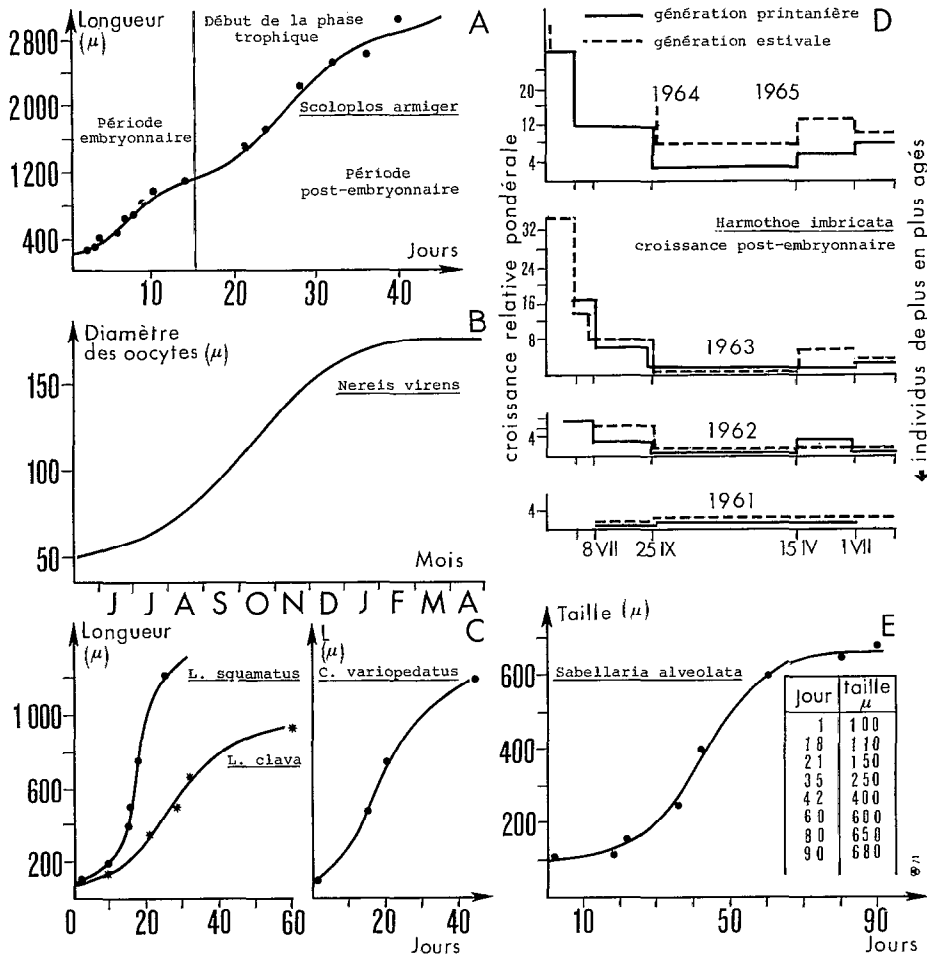 A
Longueur
(μ)
Début de la phase
trophique
2800
2000
1200
400
Scoloplos armiger
Période
embryonnaire
Période
post-embryonnaire
Jours
10 20 30 40
B
Diamètre
des oocytes (μ)
Nereis virens
150
100
50
Mois
J J A S O N D J F M A
C
Longueur
(μ)
L. squamatus
L. clava
1000
600
200
0 20 40 60
L
(μ)
C. variopedatus
0 20 40
Jours
D
génération printanière
génération estivale
croissance relative pondérale
individus de plus en plus agés
20
12
4
1964 1965
Harmothoe imbricata
croissance post-embryonnaire
32
16
8
1963
4
1962
4
1961
8 VII 25 IX 15 IV 1 VII
E
Taille (μ)
Sabellaria alveolata
600
400
200
10 50 90
Jours
Jour taille
μ
1 100
18 110
21 150
35 250
42 400
60 600
80 650
90 680